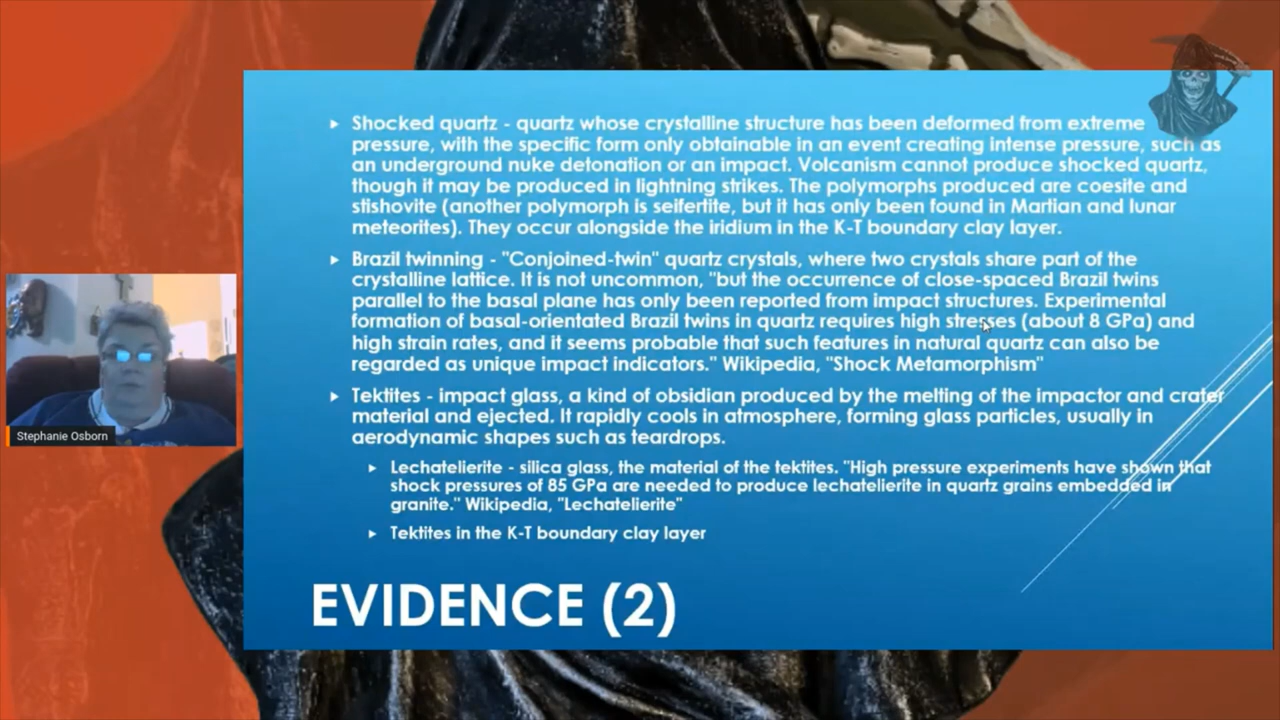 Shocked quartz - quartz whose crystalline structure has been deformed from extreme
pressure, with the specific form only obtainable in an event creating intense pressure, such as
an underground nuke detonation or an impact. Volcanism cannot produce shocked quartz,
though it may be produced in lightning strikes. The polymorphs produced are coesite and
stishovite (another polymorph is seifertite, but it has only been found in Martian and lunar
meteorites). They occur alongside the iridium in the K-T boundary clay layer.
Brazil twinning - "Conjoined-twin" quartz crystals, where two crystals share part of the
crystalline lattice. It is not uncommon, "but the occurrence of close-spaced Brazil twins
parallel to the basal plane has only been reported from impact structures. Experimental
formation of basal-orientated Brazil twins in quartz requires high stresses (about 8 GPa) and
high strain rates, and it seems probable that such features in natural quartz can also be
regarded as unique impact indicators." Wikipedia, "Shock Metamorphism"
Tektites - impact glass, a kind of obsidian produced by the melting of the impactor and crater
material and ejected. It rapidly cools in atmosphere, forming glass particles, usually in
aerodynamic shapes such as teardrops.
Lechatelierite - silica glass, the material of the tektites. "High pressure experiments have shown that
shock pressures of 85 GPa are needed to produce lechatelierite in quartz grains embedded in
granite." Wikipedia, "Lechatelierite"
Tektites in the K-T boundary clay layer
EVIDENCE (2)
Stephanie Osborn